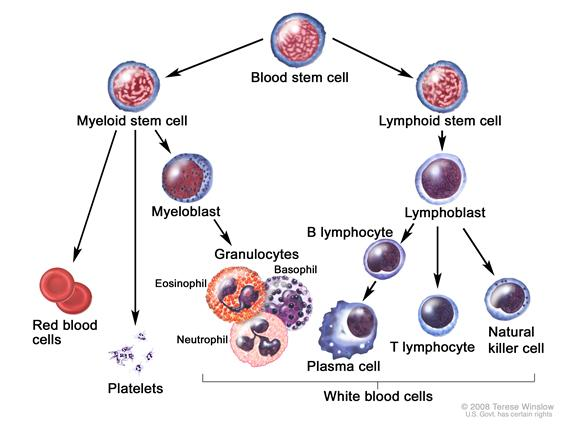 Blood stem cell
Myeloid stem cell
Lymphoid stem cell
Myeloblast
Lymphoblast
B lymphocyte
Granulocytes
Basophil
Eosinophil
Neutrophil
Red blood
cells
Platelets
Plasma cell
T lymphocyte
Natural
killer cell
White blood cells
© 2008 Terese Winslow
U.S. Govt. has certain rights